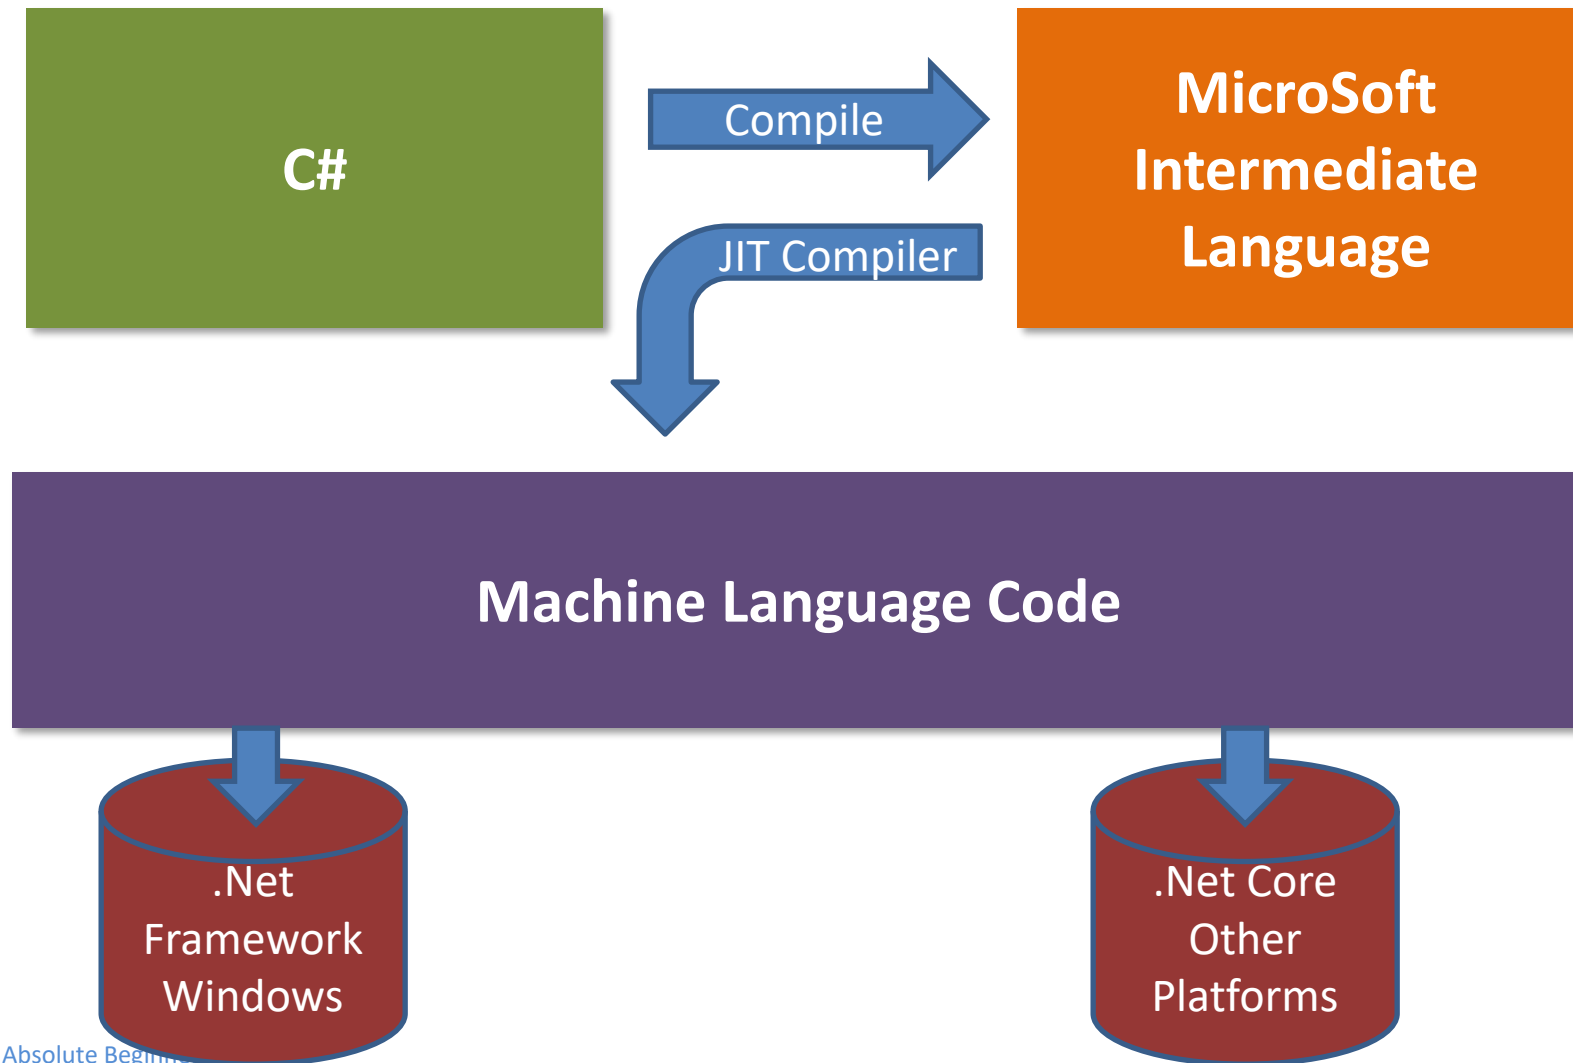 C#
Compile
MicroSoft
Intermediate
Language
JIT Compiler
Machine Language Code
.Net
Framework
Windows
.Net Core
Other
Platforms
Absolute